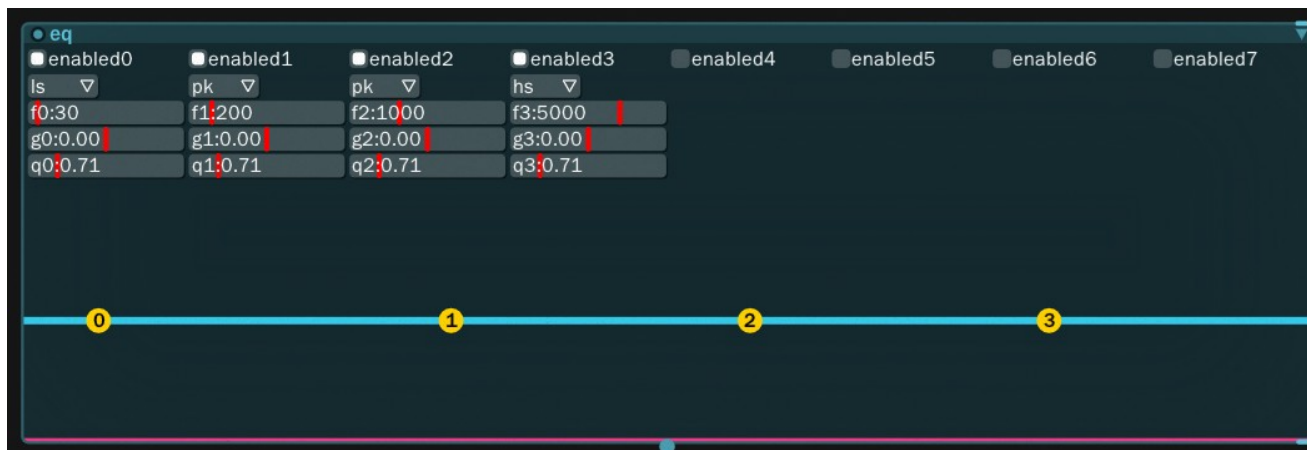 eq
enabled0 enabled1 enabled2 enabled3 enabled4 enabled5 enabled6 enabled7
ls pk pk hs
f0:30 f1:200 f2:1000 f3:5000
g0:0.00 g1:0.00 g2:0.00 g3:0.00
q0:0.71 q1:0.71 q2:0.71 q3:0.71
0 1 2 3